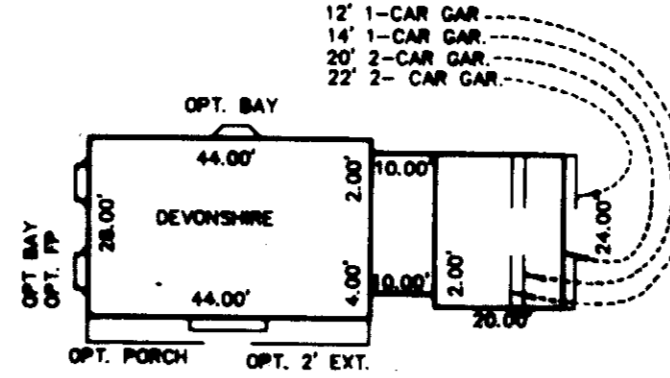 12' 1-CAR GAR
14' 1-CAR GAR.
20' 2-CAR GAR.
22' 2- CAR GAR.
OPT. BAY
44.00'
2.00'
10.00'
28.00'
DEVONSHIRE
24.00'
OPT BAY
OPT. FP
44.00'
4.00'
10.00'
2.00'
20.00'
OPT. PORCH
OPT. 2' EXT.